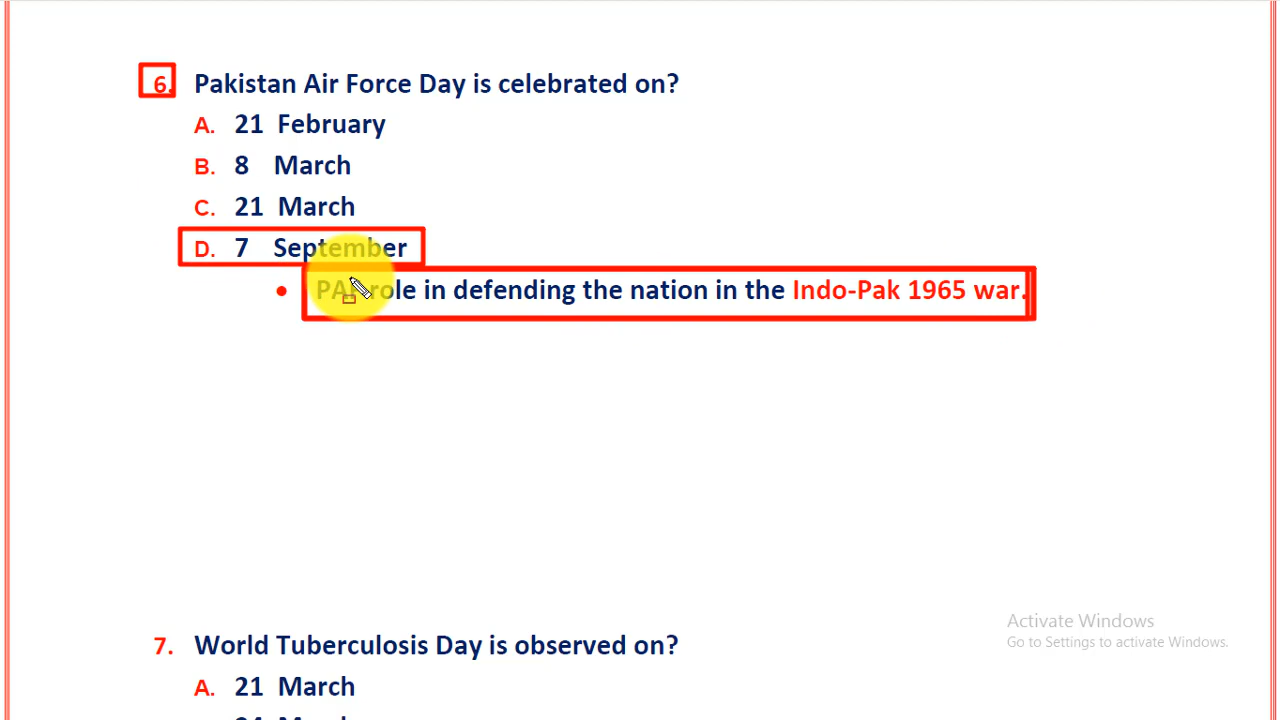 6. Pakistan Air Force Day is celebrated on?
A. 21 February
B. 8 March
C. 21 March
D. 7 September
• PAF role in defending the nation in the Indo-Pak 1965 war.
7. World Tuberculosis Day is observed on?
A. 21 March
Activate Windows
Go to Settings to activate Windows.